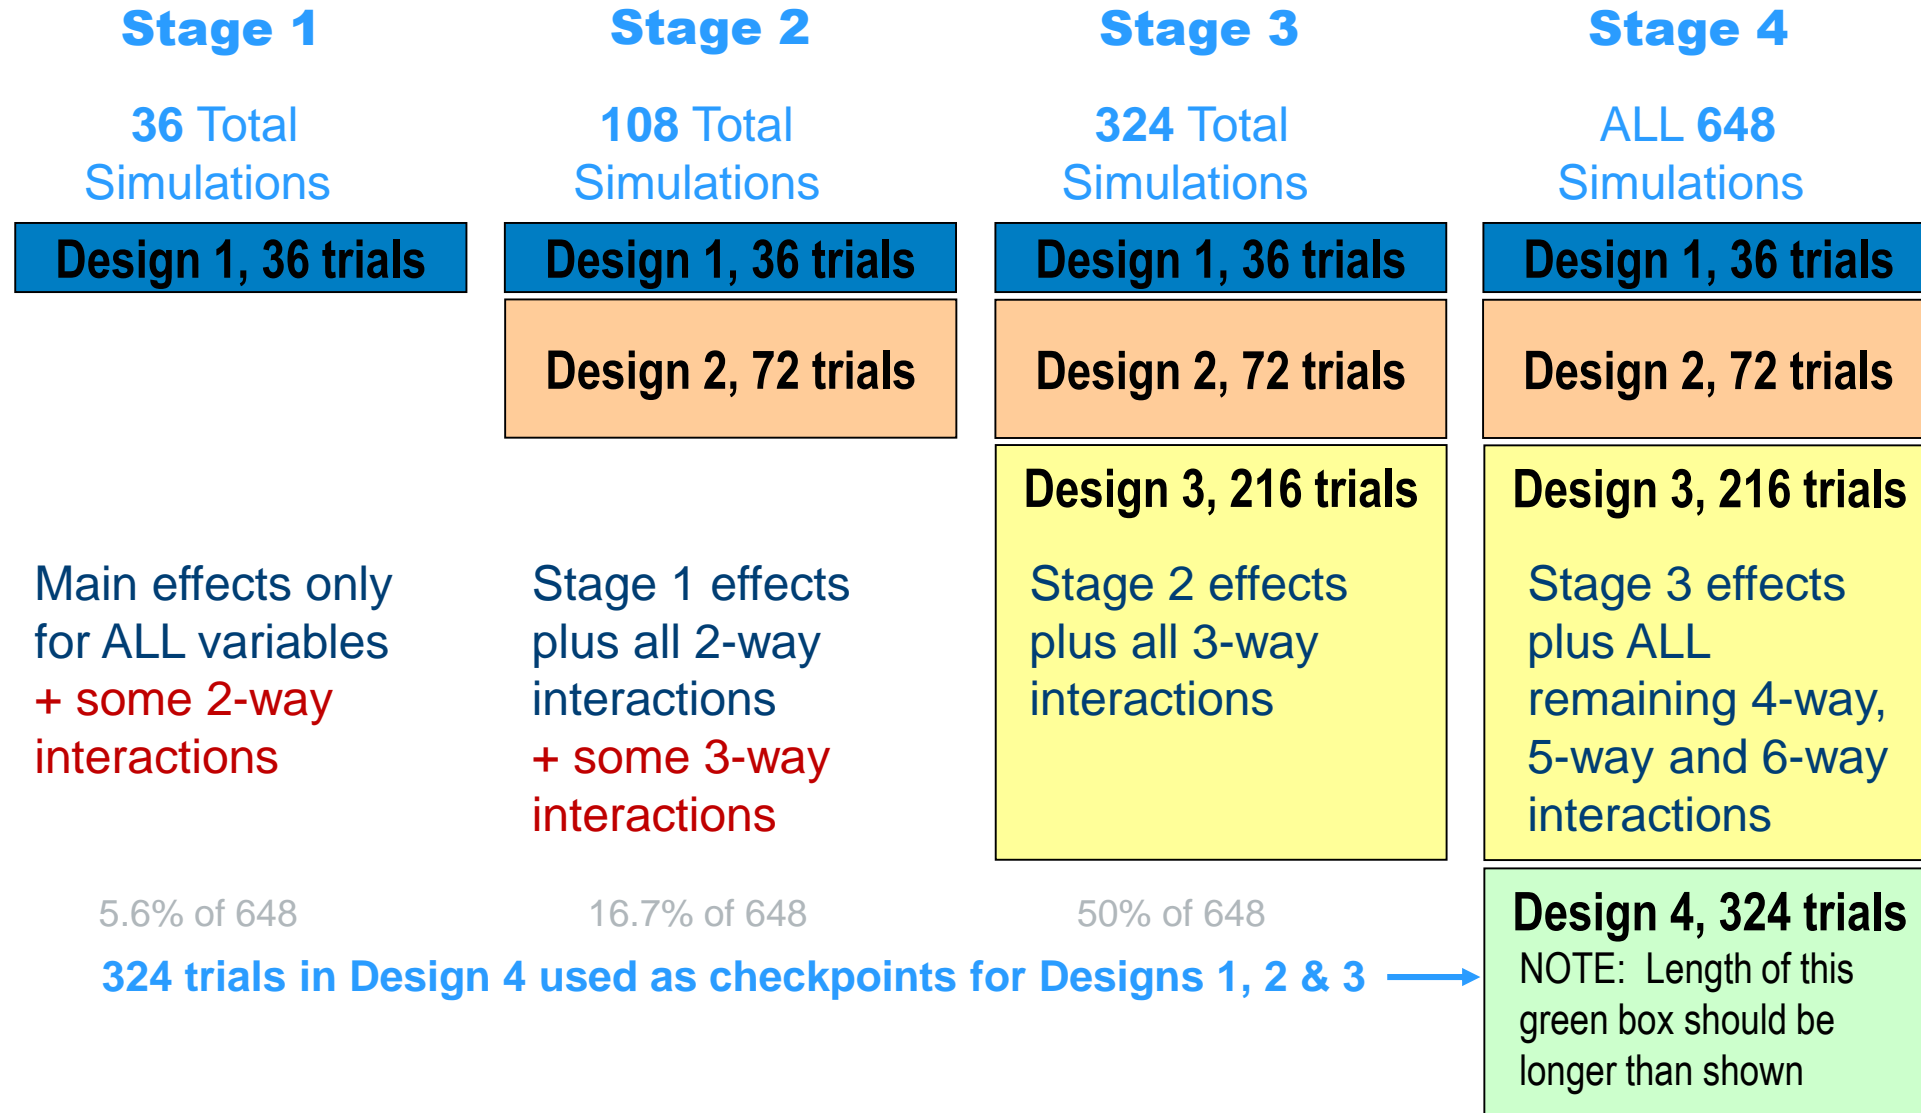 Stage 1
36 Total
Simulations
Design 1, 36 trials
Main effects only
for ALL variables
+ some 2-way
interactions
5.6% of 648
Stage 2
108 Total
Simulations
Design 1, 36 trials
Design 2, 72 trials
Stage 1 effects
plus all 2-way
interactions
+ some 3-way
interactions
16.7% of 648
Stage 3
324 Total
Simulations
Design 1, 36 trials
Design 2, 72 trials
Design 3, 216 trials
Stage 2 effects
plus all 3-way
interactions
50% of 648
Stage 4
ALL 648
Simulations
Design 1, 36 trials
Design 2, 72 trials
Design 3, 216 trials
Stage 3 effects
plus ALL
remaining 4-way,
5-way and 6-way
interactions
Design 4, 324 trials
NOTE: Length of this
green box should be
longer than shown
324 trials in Design 4 used as checkpoints for Designs 1, 2 & 3